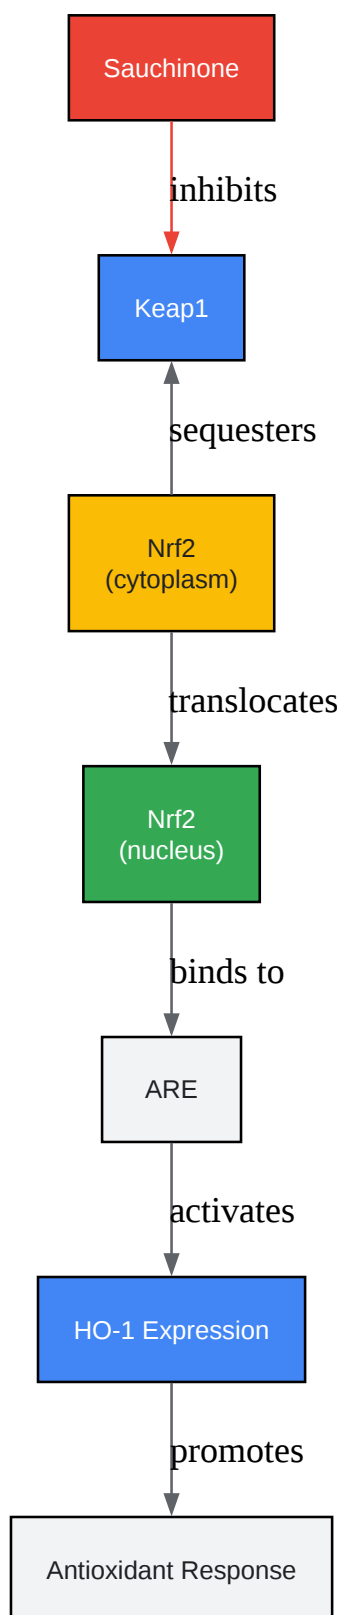 Sauchinone
inhibits
Keap1
sequesters
Nrf2
(cytoplasm)
translocates
Nrf2
(nucleus)
binds to
ARE
activates
HO-1 Expression
promotes
Antioxidant Response